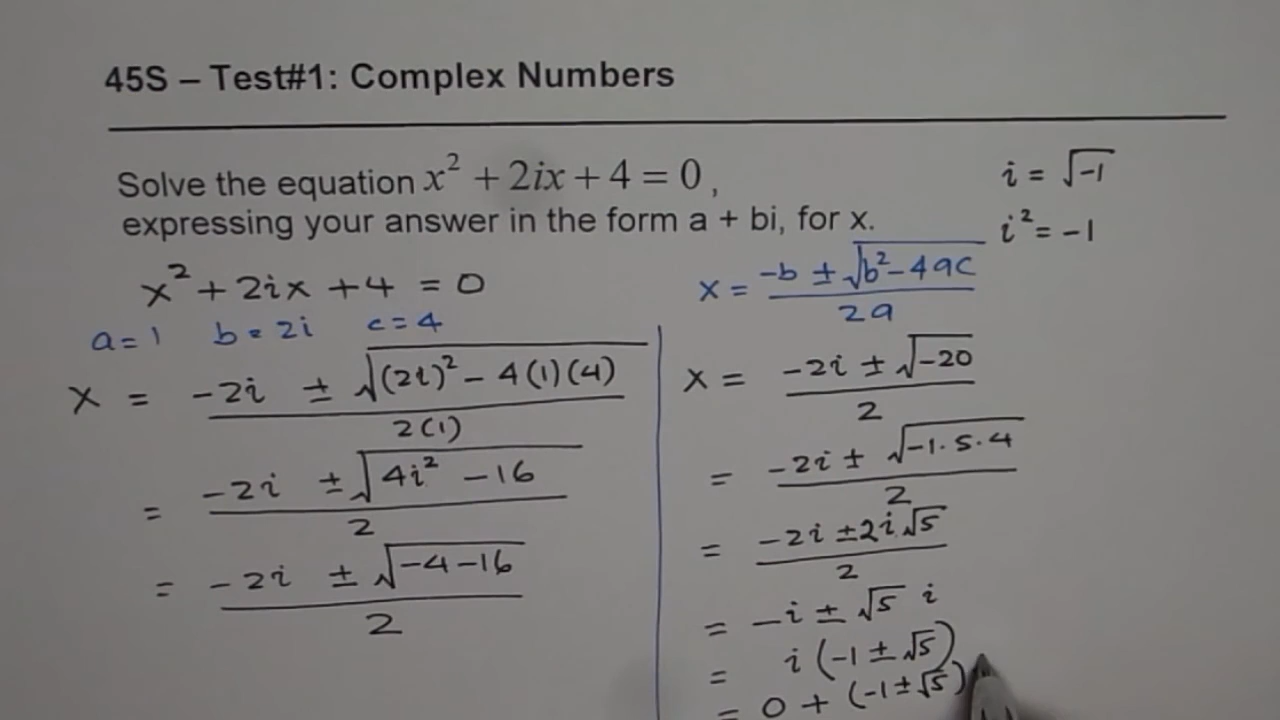 45S – Test#1: Complex Numbers
Solve the equation x² + 2ix + 4 = 0,
expressing your answer in the form a + bi, for x.
i = √-1
i² = -1
x² + 2ix + 4 = 0
a = 1 b = 2i c = 4
x = (-2i ± √((2i)² - 4(1)(4)))/2(1)
= (-2i ± √(4i² - 16))/2
= (-2i ± √(-4-16))/2
x = (-b ± √(b² - 4ac))/2a
x = (-2i ± √-20)/2
= (-2i ± √(-1·5·4))/2
= (-2i ± 2i√5)/2
= -i ± √5 i
= i(-1 ± √5)
= 0 + (-1 ± √5)